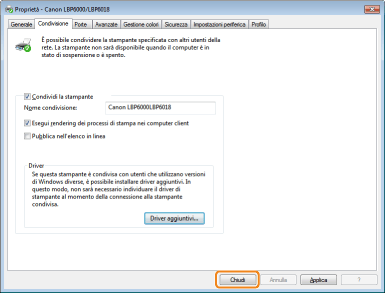 Proprietà - Canon LBP6000/LBP6018
Generale Condivisione Porte Avanzate Gestione colori Sicurezza Impostazioni periferica Profilo
È possibile condividere la stampante specificata con altri utenti della
rete. La stampante non sarà disponibile quando il computer è in
stato di sospensione o è spento.
Condividi la stampante
Nome condivisione: Canon LBP6000LBP6018
Esegui rendering dei processi di stampa nei computer client
Pubblica nell'elenco in linea
Driver
Se questa stampante è condivisa con utenti che utilizzano versioni
di Windows diverse, è possibile installare driver aggiuntivi. In
questo modo, non sarà necessario individuare il driver di
stampante al momento della connessione alla stampante
condivisa.
Driver aggiuntivi...
Chiudi Annulla Applica ?